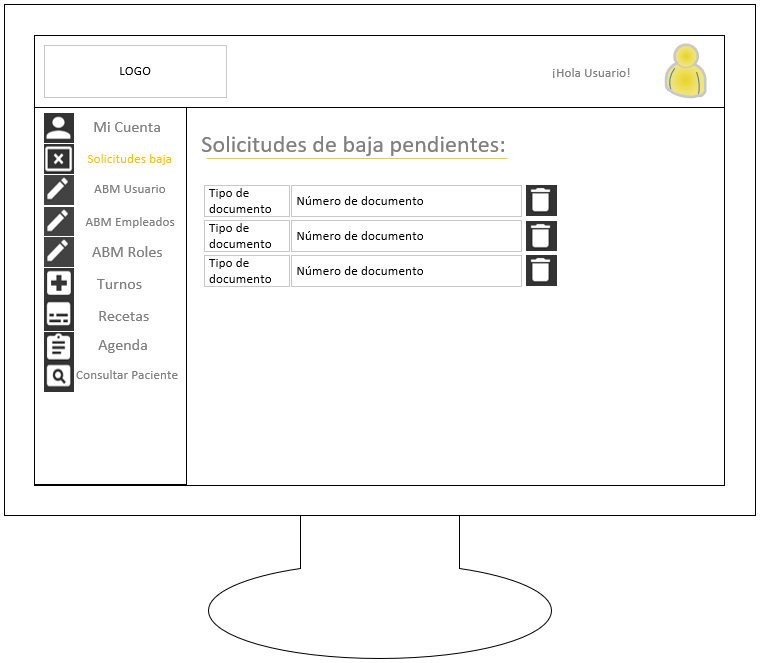 LOGO
¡Hola Usuario!
Mi Cuenta
Solicitudes baja
ABM Usuario
ABM Empleados
ABM Roles
Turnos
Recetas
Agenda
Consultar Paciente
Solicitudes de baja pendientes:
Tipo de
documento
Número de documento
Tipo de
documento
Número de documento
Tipo de
documento
Número de documento